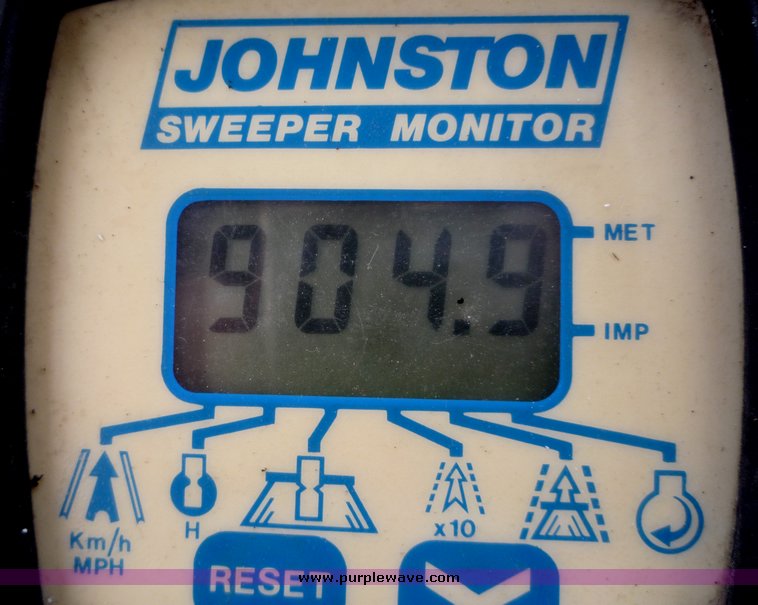 JOHNSTON
SWEEPER MONITOR
904.9
MET
IMP
H
x10
Km/h
MPH
RESET
www.purplewave.com